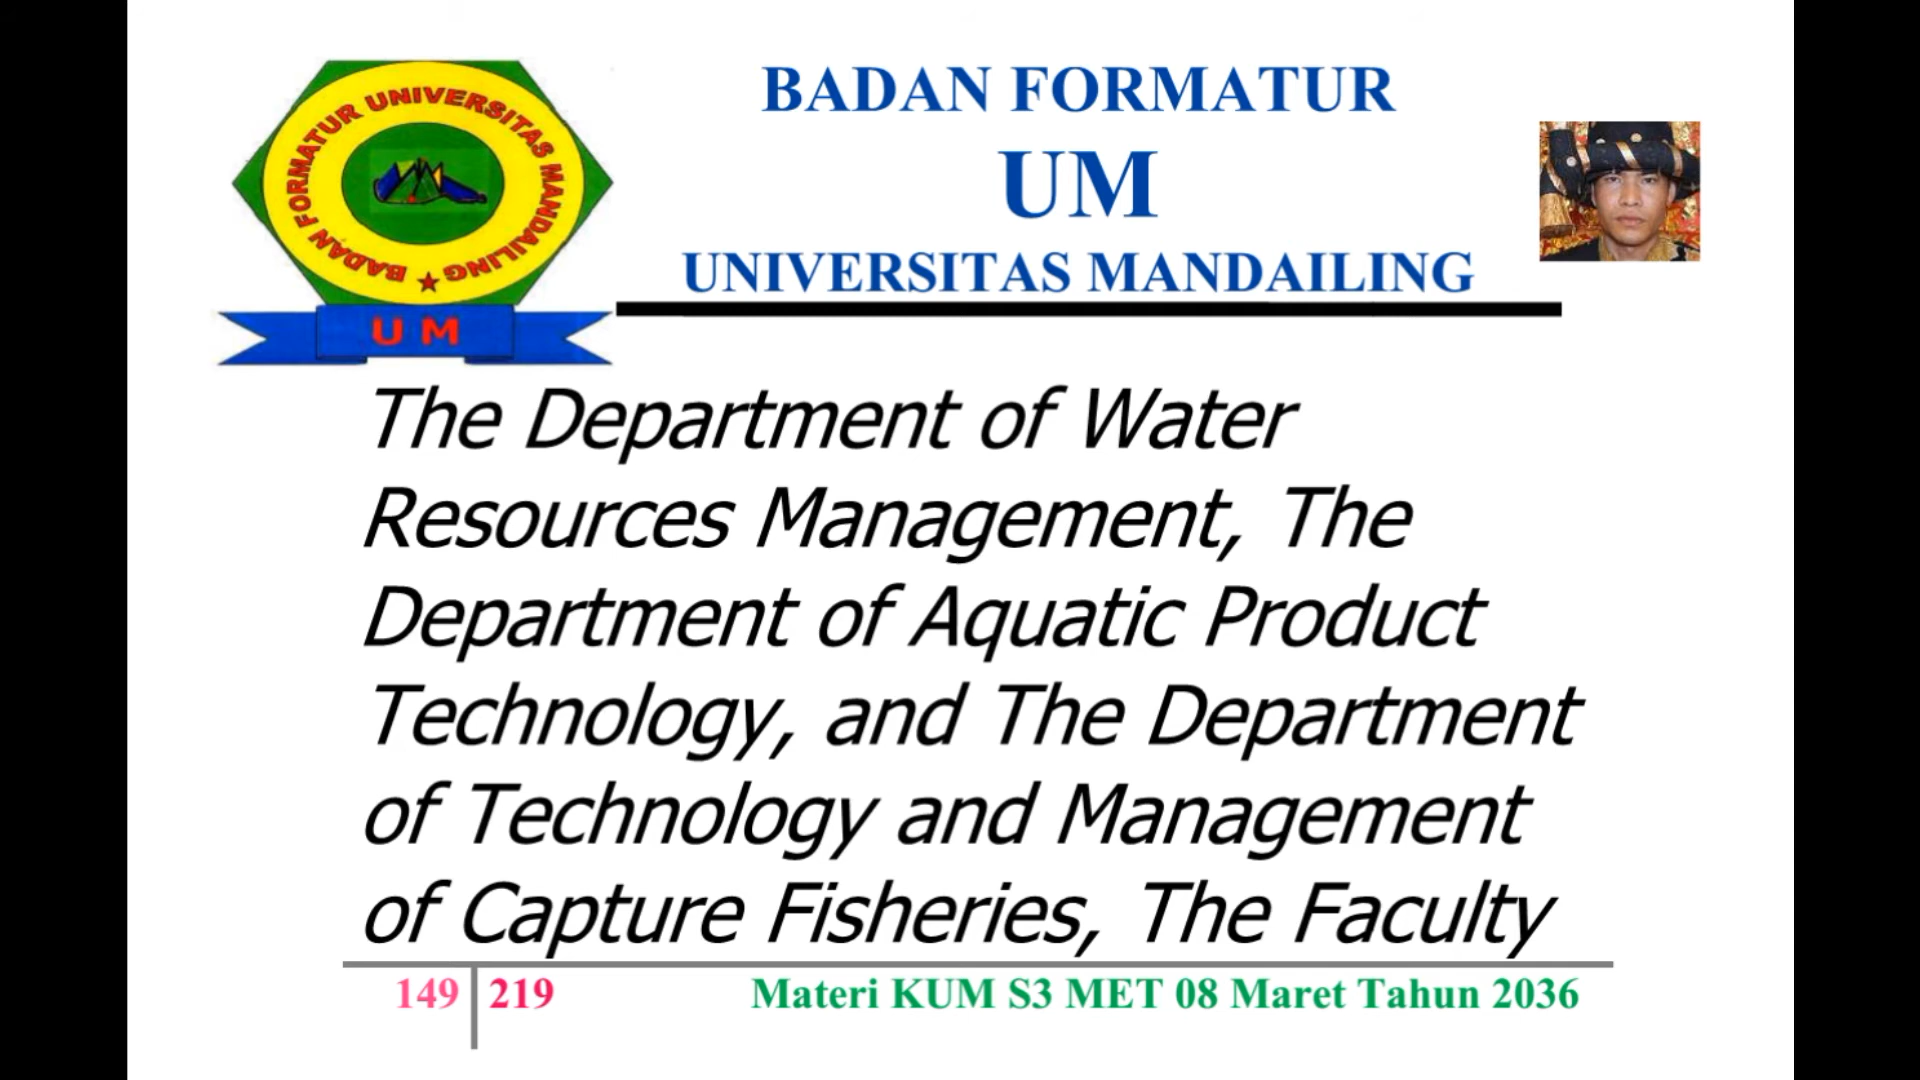 BADAN FORMATUR UNIVERSITAS MANDAILING
UM
BADAN FORMATUR
UM
UNIVERSITAS MANDAILING
The Department of Water
Resources Management, The
Department of Aquatic Product
Technology, and The Department
of Technology and Management
of Capture Fisheries, The Faculty
149 219 Materi KUM S3 MET 08 Maret Tahun 2036